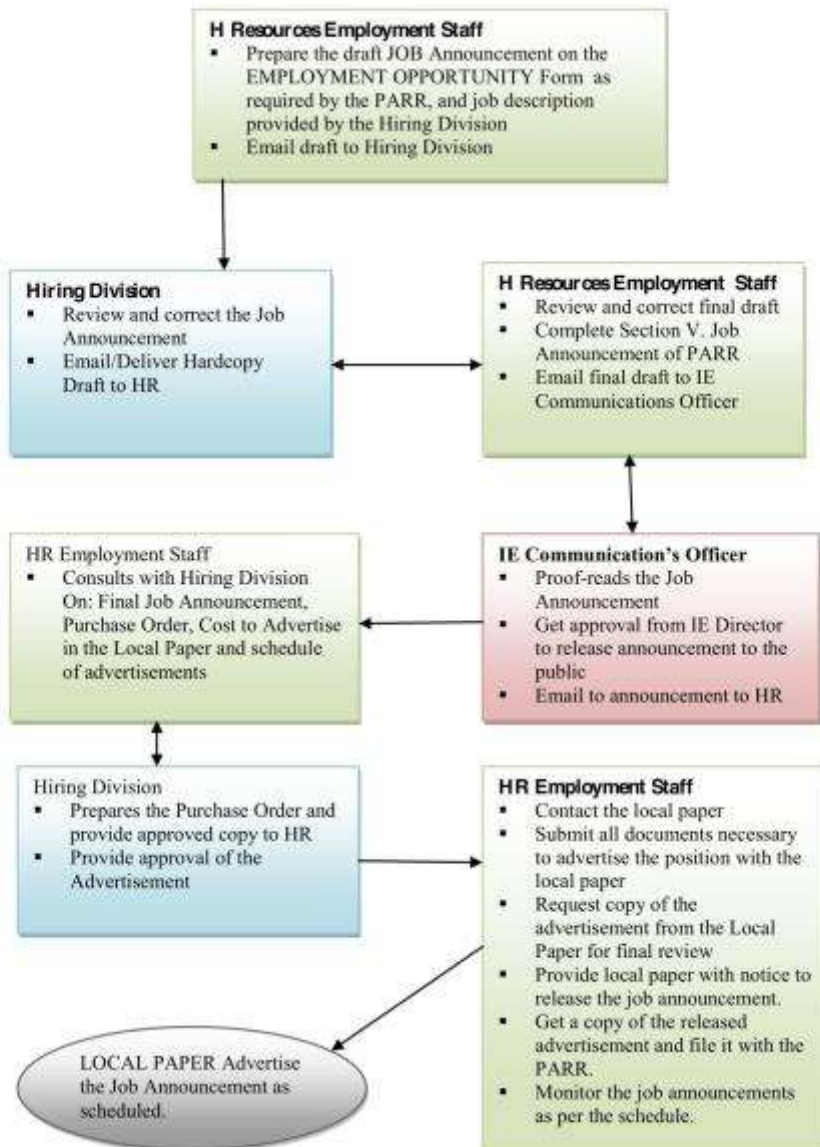 H Resources Employment Staff
▪ Prepare the draft JOB Announcement on the
EMPLOYMENT OPPORTUNITY Form as
required by the PARR, and job description
provided by the Hiring Division
▪ Email draft to Hiring Division
Hiring Division
▪ Review and correct the Job
Announcement
▪ Email/Deliver Hardcopy
Draft to HR
H Resources Employment Staff
▪ Review and correct final draft
▪ Complete Section V. Job
Announcement of PARR
▪ Email final draft to IE
Communications Officer
IE Communication's Officer
▪ Proof-reads the Job
Announcement
▪ Get approval from IE Director
to release announcement to the
public
▪ Email to announcement to HR
HR Employment Staff
▪ Consults with Hiring Division
On: Final Job Announcement,
Purchase Order, Cost to Advertise
in the Local Paper and schedule
of advertisements
Hiring Division
▪ Prepares the Purchase Order and
provide approved copy to HR
▪ Provide approval of the
Advertisement
HR Employment Staff
▪ Contact the local paper
▪ Submit all documents necessary
to advertise the position with the
local paper
▪ Request copy of the
advertisement from the Local
Paper for final review
▪ Provide local paper with notice to
release the job announcement.
▪ Get a copy of the released
advertisement and file it with the
PARR.
▪ Monitor the job announcements
as per the schedule.
LOCAL PAPER Advertise
the Job Announcement as
scheduled.